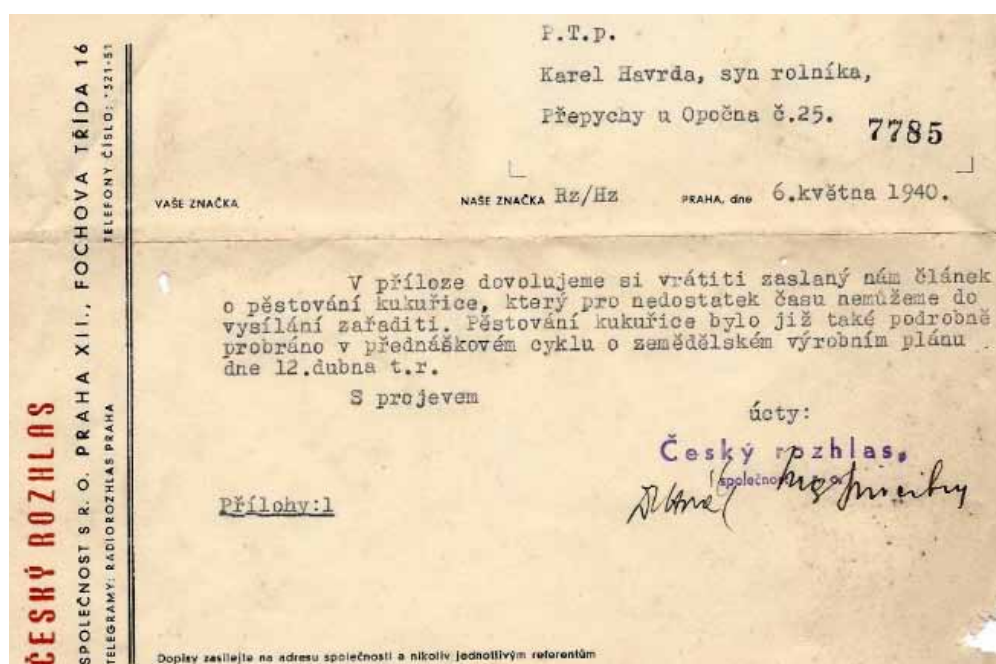 P.T.p.
Karel Havrda, syn rolníka,
Přepychy u Opočna č.25.
7785
VAŠE ZNAČKA
NAŠE ZNAČKA Rz/Hz
PRAHA, dne 6.května 1940.
V příloze dovolujeme si vrátiti zaslaný nám článek
o pěstování kukuřice, který pro nedostatek času nemůžeme do
vysílání zařaditi. Pěstování kukuřice bylo již také podrobně
probráno v přednáškovém cyklu o zemědělském výrobním plánu
dne 12.dubna t.r.
S projevem
úcty:
Český rozhlas,
společnost
Přílohy:1
Dopisy zasílejte na adresu společnosti a nikoliv jednotlivým referentům
ČESKÝ ROZHLAS
SPOLEČNOST S R. O. PRAHA XII., FOCHOVA TŘÍDA 16
TELEGRAMY: RADIOROZHLAS PRAHA
TELEFONY ČÍSLO: *521-51